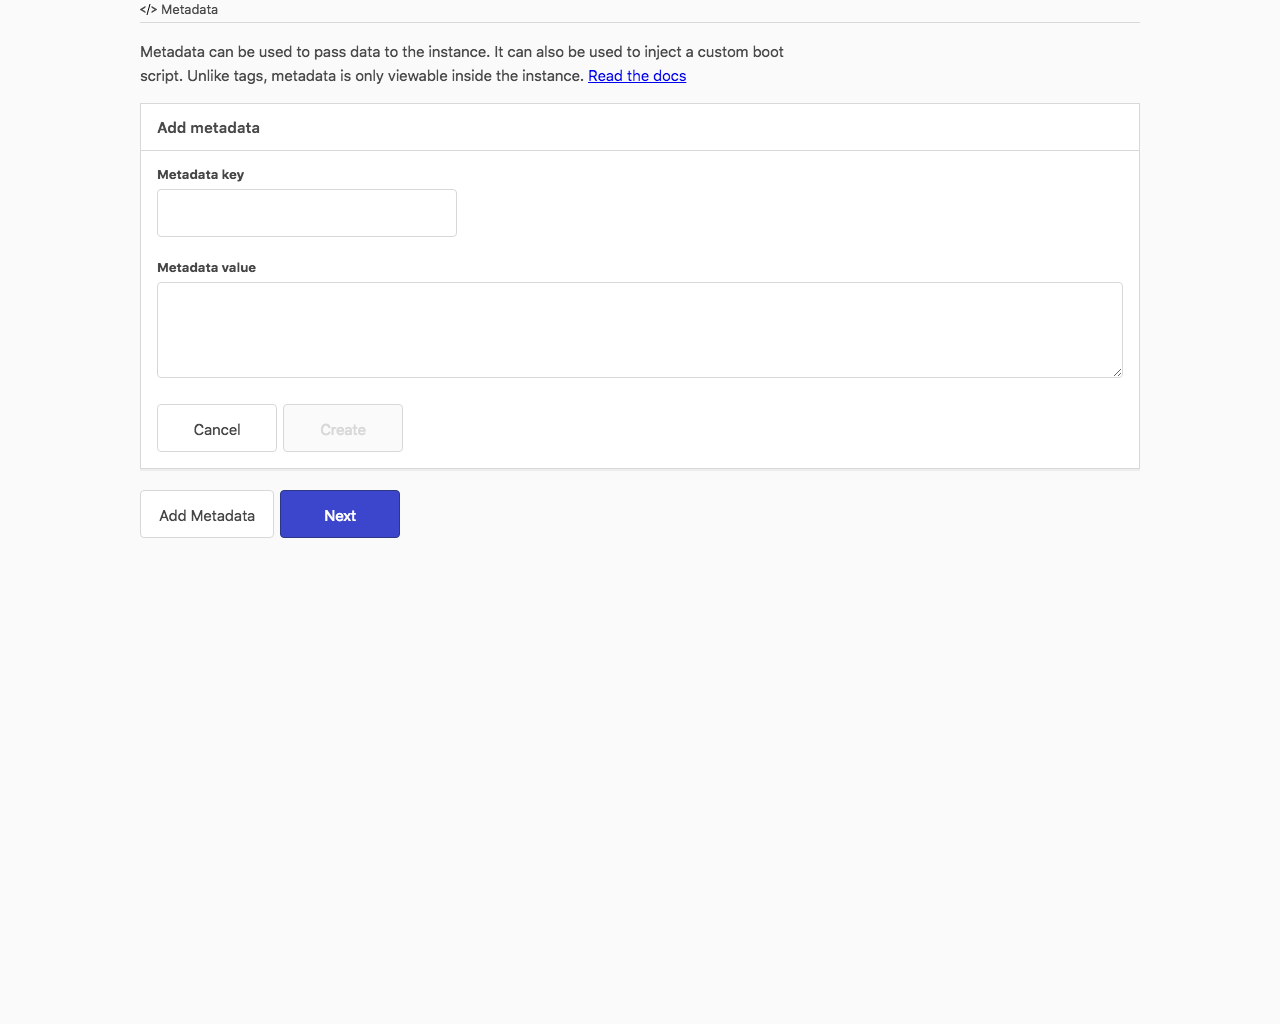 </> Metadata
Metadata can be used to pass data to the instance. It can also be used to inject a custom boot
script. Unlike tags, metadata is only viewable inside the instance. Read the docs
Add metadata
Metadata key
Metadata value
Cancel Create
Add Metadata Next